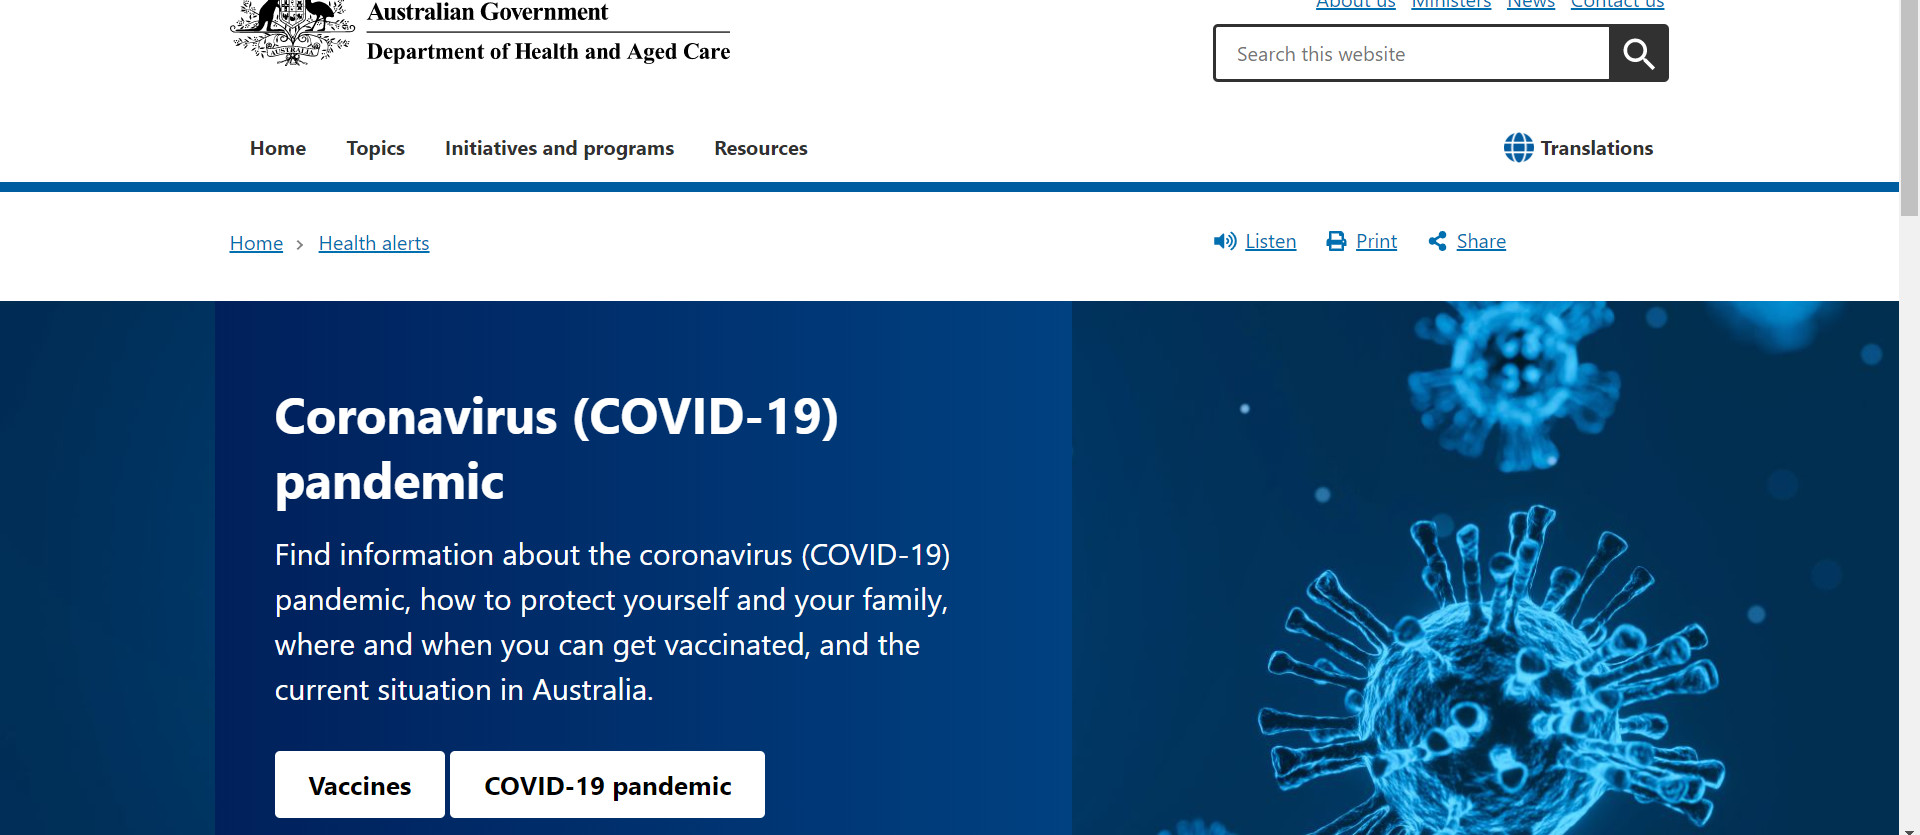 Australian Government
Department of Health and Aged Care
AUSTRALIA
About us Ministers News Contact us
Search this website
Home Topics Initiatives and programs Resources
Translations
Home > Health alerts
Listen Print Share
Coronavirus (COVID-19)
pandemic
Find information about the coronavirus (COVID-19)
pandemic, how to protect yourself and your family,
where and when you can get vaccinated, and the
current situation in Australia.
Vaccines COVID-19 pandemic